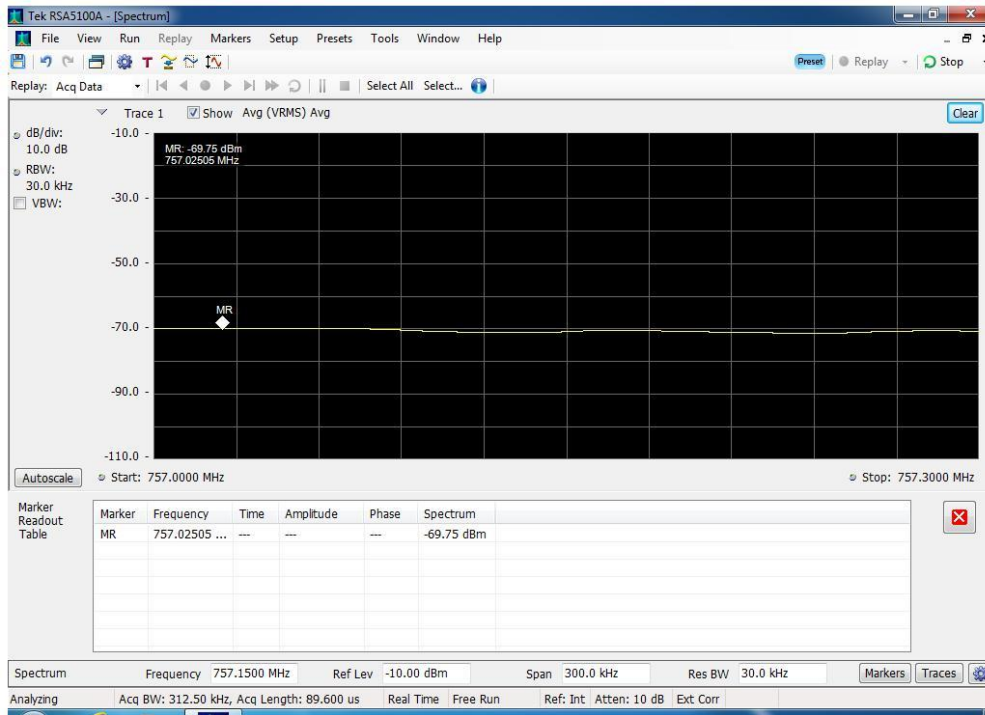 Tek RSA5100A - [Spectrum]
File View Run Replay Markers Setup Presets Tools Window Help
Preset Replay Stop
Replay: Acq Data Select All Select...
Trace 1 Show Avg (VRMS) Avg Clear
dB/div:
10.0 dB
RBW:
30.0 kHz
VBW:
-10.0
MR: -69.75 dBm
757.02505 MHz
-30.0
-50.0
MR
-70.0
-90.0
-110.0
Autoscale Start: 757.0000 MHz Stop: 757.3000 MHz
Marker
Readout
Table
Marker Frequency Time Amplitude Phase Spectrum
MR 757.02505 ... --- --- --- -69.75 dBm
Spectrum Frequency 757.1500 MHz Ref Lev -10.00 dBm Span 300.0 kHz Res BW 30.0 kHz Markers Traces
Analyzing Acq BW: 312.50 kHz, Acq Length: 89.600 us Real Time Free Run Ref: Int Atten: 10 dB Ext Corr